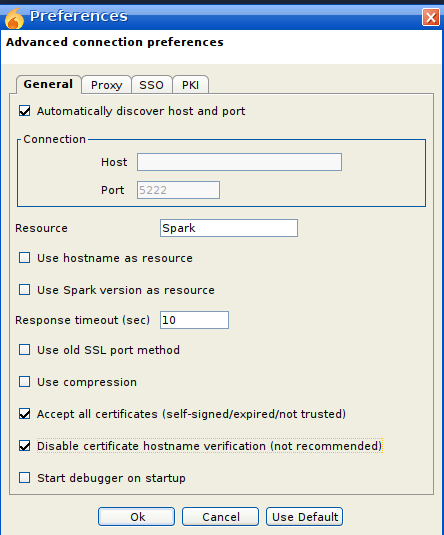 Preferences
Advanced connection preferences
General Proxy SSO PKI
Automatically discover host and port
Connection
Host
Port 5222
Resource Spark
Use hostname as resource
Use Spark version as resource
Response timeout (sec) 10
Use old SSL port method
Use compression
Accept all certificates (self-signed/expired/not trusted)
Disable certificate hostname verification (not recommended)
Start debugger on startup
Ok Cancel Use Default